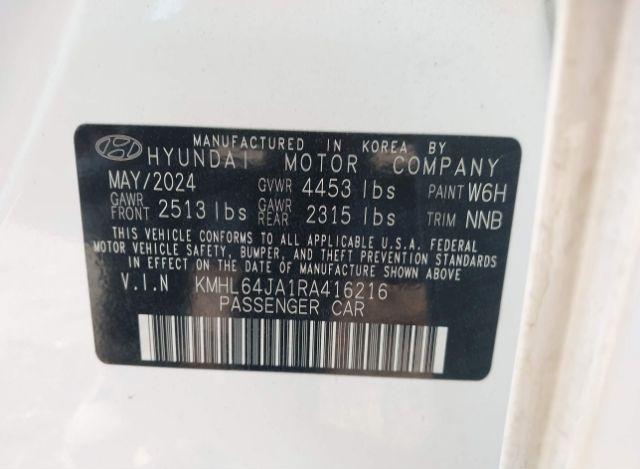 MANUFACTURED IN KOREA BY
HYUNDAI MOTOR COMPANY
MAY/2024 GVWR 4453 lbs PAINT W6H
GAWR FRONT 2513 lbs GAWR REAR 2315 lbs TRIM NNB
THIS VEHICLE CONFORMS TO ALL APPLICABLE U.S.A. FEDERAL
MOTOR VEHICLE SAFETY, BUMPER, AND THEFT PREVENTION
STANDARDS IN EFFECT ON THE DATE OF MANUFACTURE SHOWN ABOVE.
V.I.N KMHL64JA1RA416216
PASSENGER CAR